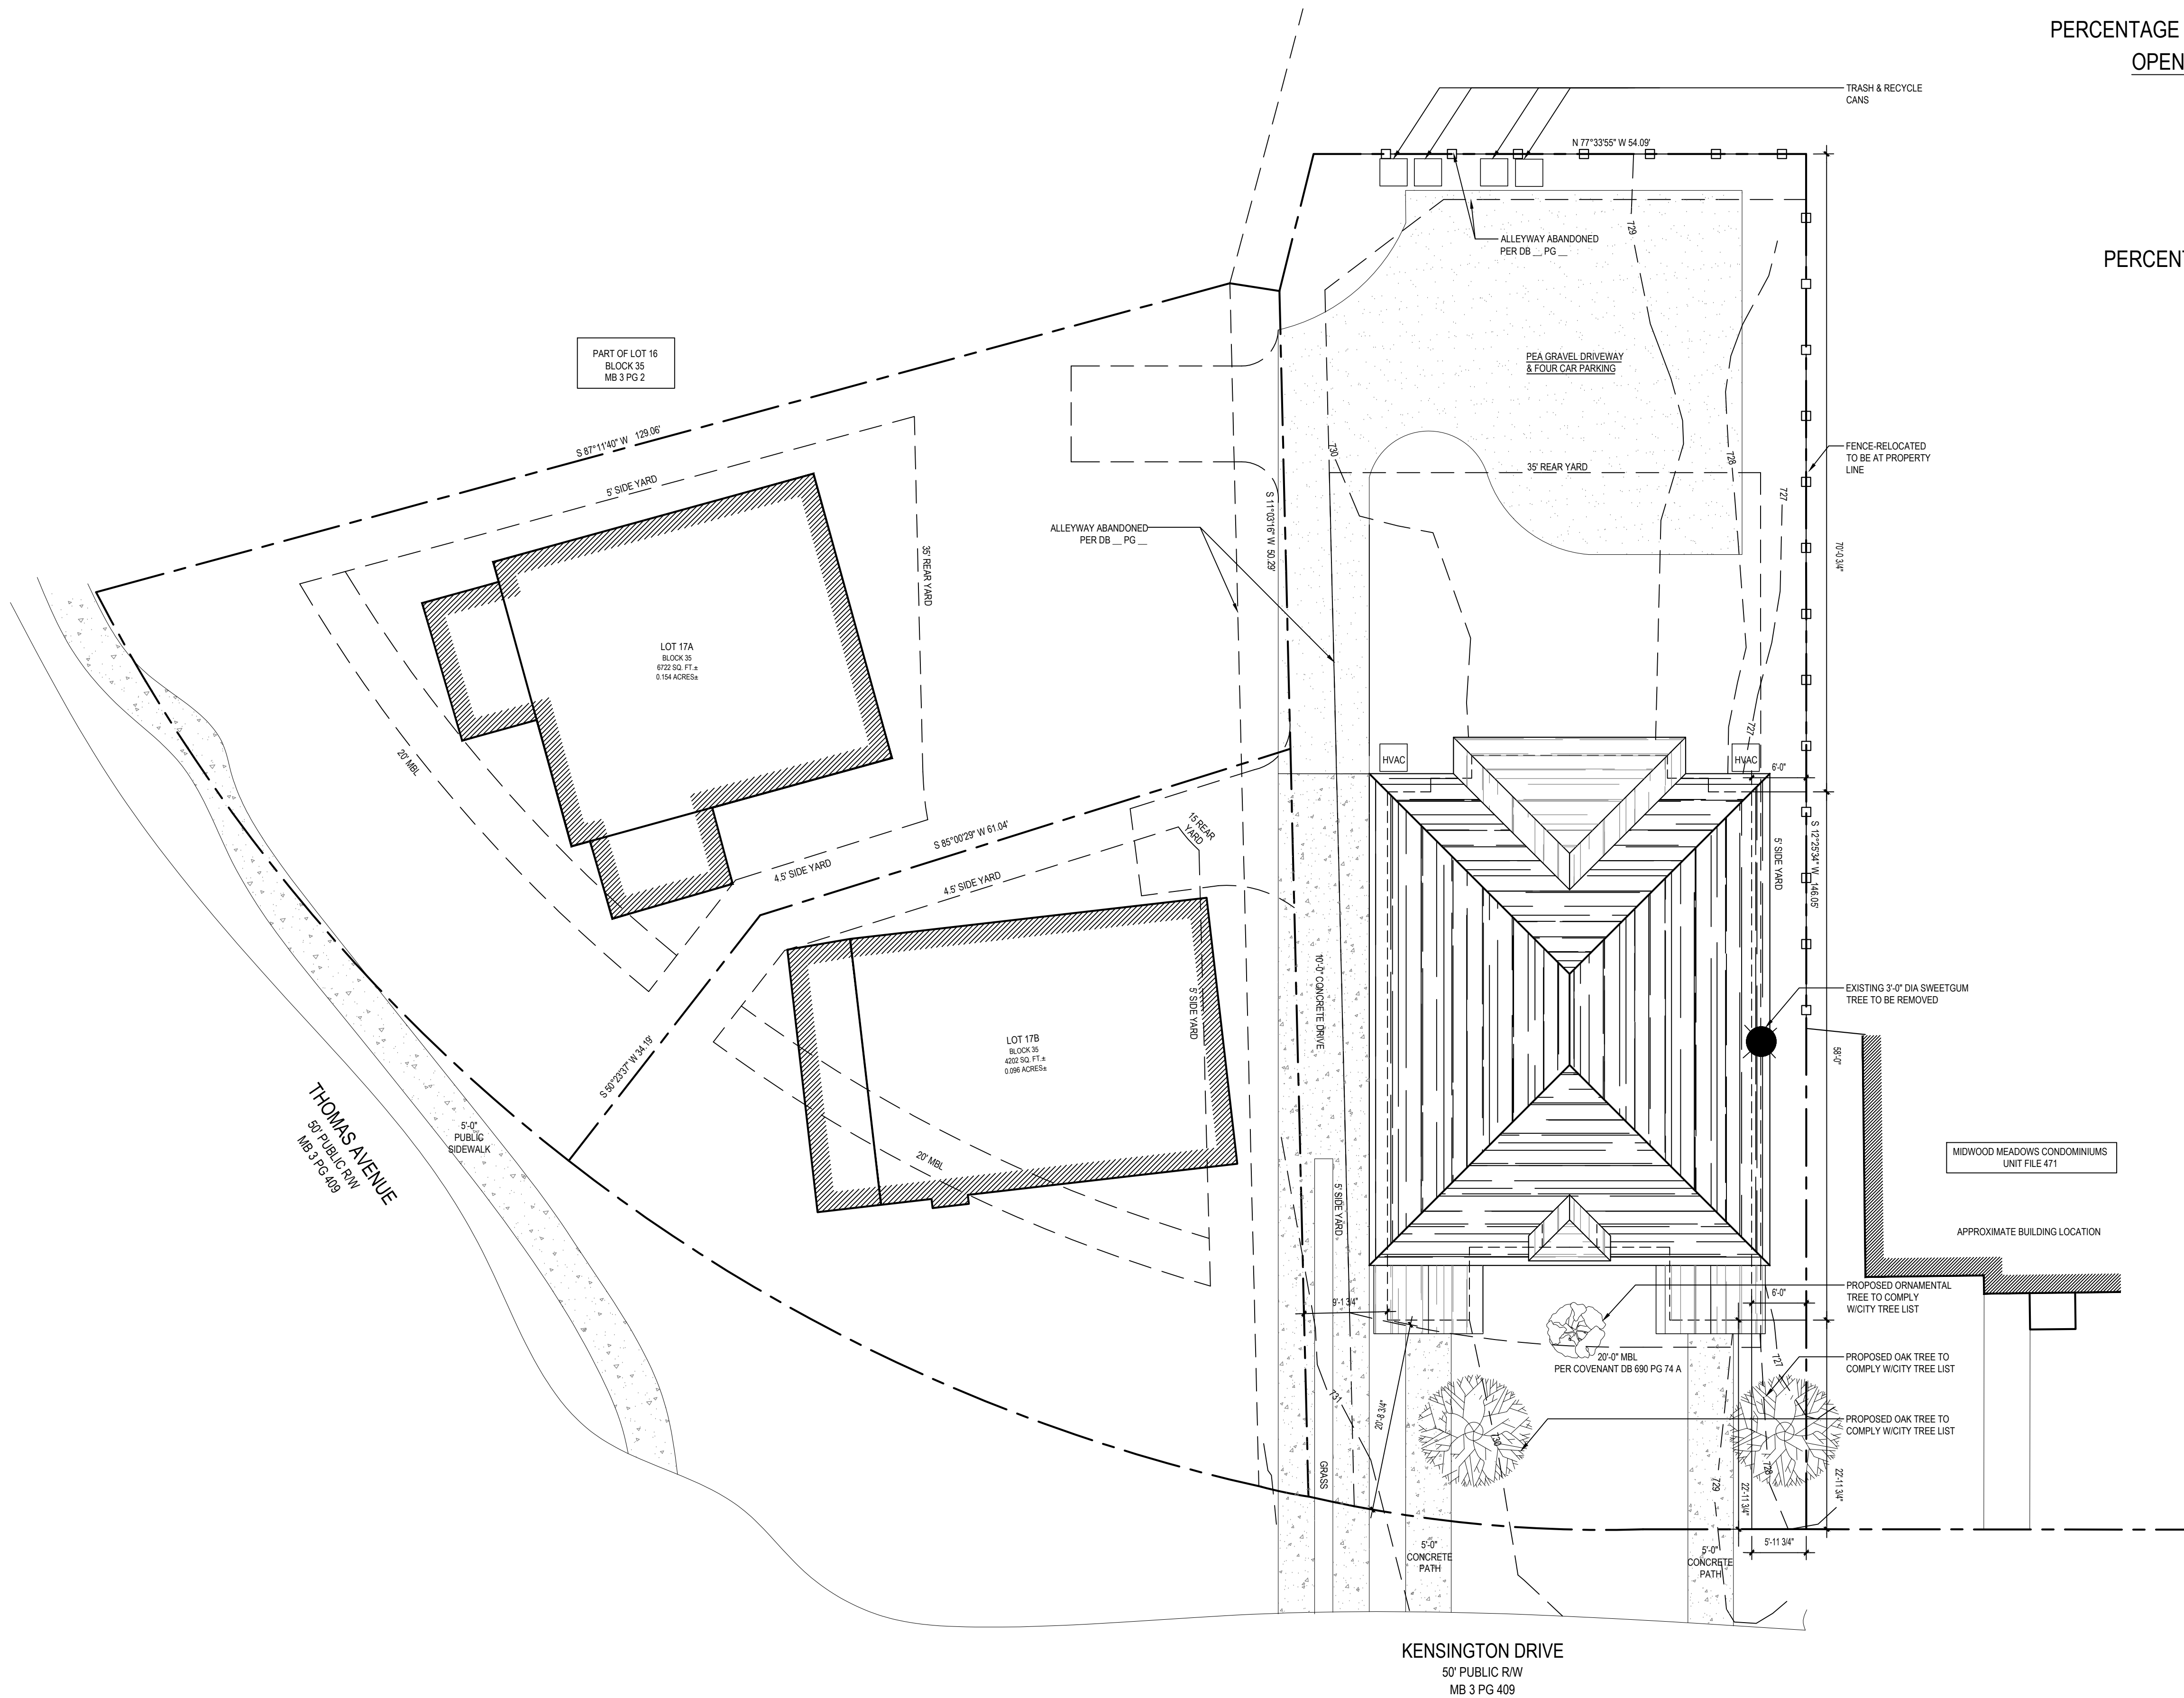 PERCENTAGE
OPEN
TRASH & RECYCLE
CANS
N 77°33'55" W 54.09'
729
ALLEYWAY ABANDONED
PER DB __ PG __
PERCENT
PART OF LOT 16
BLOCK 35
MB 3 PG 2
PEA GRAVEL DRIVEWAY
& FOUR CAR PARKING
S 87°11'40" W 129.06'
5' SIDE YARD
730
728
35' REAR YARD
727
FENCE-RELOCATED
TO BE AT PROPERTY
LINE
S 11°03'16" W 50.29'
ALLEYWAY ABANDONED
PER DB __ PG __
35' REAR YARD
70'-0 3/4"
LOT 17A
BLOCK 35
6722 SQ. FT.±
0.154 ACRES±
20' MBL
727
HVAC
HVAC
6'-0"
15 REAR
YARD
S 85°00'29" W 61.04'
4.5' SIDE YARD
4.5' SIDE YARD
5' SIDE YARD
S 12°25'34" W 146.05'
10'-0" CONCRETE DRIVE
5' SIDE YARD
EXISTING 3'-0" DIA SWEETGUM
TREE TO BE REMOVED
58'-0"
LOT 17B
BLOCK 35
4202 SQ. FT.±
0.096 ACRES±
S 50°23'37" W 34.19'
THOMAS AVENUE
50' PUBLIC R/W
MB 3 PG 409
5'-0"
PUBLIC
SIDEWALK
20' MBL
5' SIDE YARD
MIDWOOD MEADOWS CONDOMINIUMS
UNIT FILE 471
APPROXIMATE BUILDING LOCATION
PROPOSED ORNAMENTAL
TREE TO COMPLY
W/CITY TREE LIST
9'-1 3/4"
6'-0"
20'-0" MBL
PER COVENANT DB 690 PG 74 A
727
PROPOSED OAK TREE TO
COMPLY W/CITY TREE LIST
731
20'-8 3/4"
730
PROPOSED OAK TREE TO
COMPLY W/CITY TREE LIST
GRASS
729
728
22'-11 3/4"
22'-11 3/4"
5'-11 3/4"
5'-0"
CONCRETE
PATH
5'-0"
CONCRETE
PATH
KENSINGTON DRIVE
50' PUBLIC R/W
MB 3 PG 409